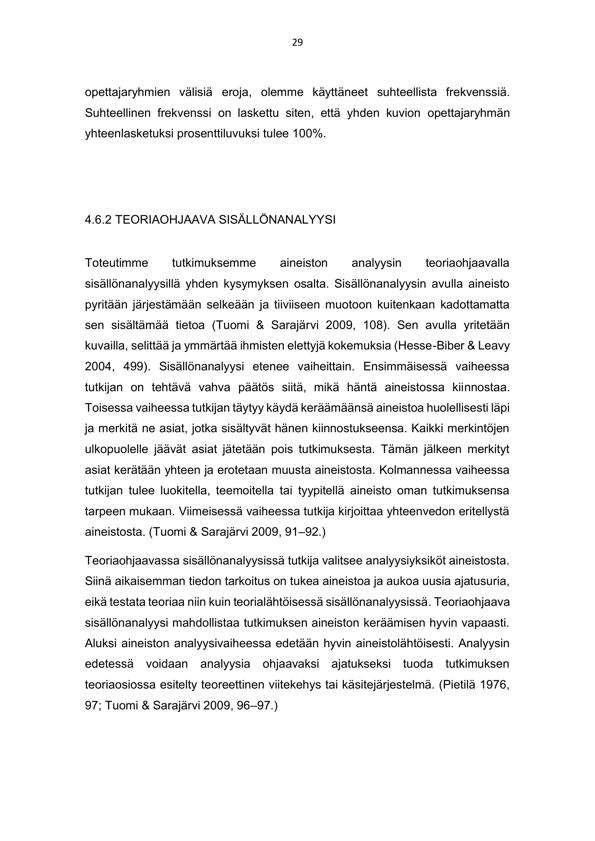 29
opettajaryhmien välisiä eroja, olemme käyttäneet suhteellista frekvenssiä.
Suhteellinen frekvenssi on laskettu siten, että yhden kuvion opettajaryhmän
yhteenlasketuksi prosenttiluvuksi tulee 100%.
4.6.2 TEORIAOHJAAVA SISÄLLÖNANALYYSI
Toteutimme tutkimuksemme aineiston analyysin teoriaohjaavalla
sisällönanalyysillä yhden kysymyksen osalta. Sisällönanalyysin avulla aineisto
pyritään järjestämään selkeään ja tiiviiseen muotoon kuitenkaan kadottamatta
sen sisältämää tietoa (Tuomi & Sarajärvi 2009, 108). Sen avulla yritetään
kuvailla, selittää ja ymmärtää ihmisten elettyjä kokemuksia (Hesse-Biber & Leavy
2004, 499). Sisällönanalyysi etenee vaiheittain. Ensimmäisessä vaiheessa
tutkijan on tehtävä vahva päätös siitä, mikä häntä aineistossa kiinnostaa.
Toisessa vaiheessa tutkijan täytyy käydä keräämäänsä aineistoa huolellisesti läpi
ja merkitä ne asiat, jotka sisältyvät hänen kiinnostukseensa. Kaikki merkintöjen
ulkopuolelle jäävät asiat jätetään pois tutkimuksesta. Tämän jälkeen merkityt
asiat kerätään yhteen ja erotetaan muusta aineistosta. Kolmannessa vaiheessa
tutkijan tulee luokitella, teemoitella tai tyypitellä aineisto oman tutkimuksensa
tarpeen mukaan. Viimeisessä vaiheessa tutkija kirjoittaa yhteenvedon eritellystä
aineistosta. (Tuomi & Sarajärvi 2009, 91–92.)
Teoriaohjaavassa sisällönanalyysissä tutkija valitsee analyysiyksiköt aineistosta.
Siinä aikaisemman tiedon tarkoitus on tukea aineistoa ja aukoa uusia ajatusuria,
eikä testata teoriaa niin kuin teorialähtöisessä sisällönanalyysissä. Teoriaohjaava
sisällönanalyysi mahdollistaa tutkimuksen aineiston keräämisen hyvin vapaasti.
Aluksi aineiston analyysivaiheessa edetään hyvin aineistolähtöisesti. Analyysin
edetessä voidaan analyysia ohjaavaksi ajatukseksi tuoda tutkimuksen
teoriaosiossa esitelty teoreettinen viitekehys tai käsitejärjestelmä. (Pietilä 1976,
97; Tuomi & Sarajärvi 2009, 96–97.)